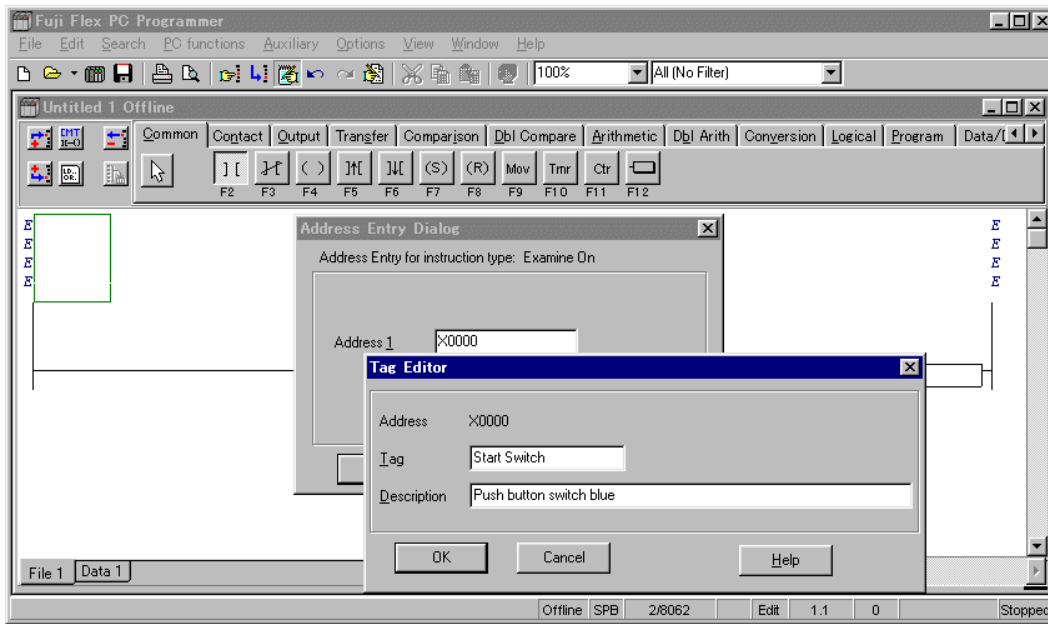 Fuji Flex PC Programmer
File Edit Search PC functions Auxiliary Options View Window Help
100% All (No Filter)
Untitled 1 Offline
CMT
Common Contact Output Transfer Comparison Dbl Compare Arithmetic Dbl Arith Conversion Logical Program Data/
(S) (R) Mov Tmr Ctr
F2 F3 F4 F5 F6 F7 F8 F9 F10 F11 F12
E E
E E
E E
E E
Address Entry Dialog
Address Entry for instruction type: Examine On
Address 1 X0000
Tag Editor
Address X0000
Tag Start Switch
Description Push button switch blue
OK Cancel Help
File 1 Data 1
Offline SPB 2/8062 Edit 1.1 0 Stopped